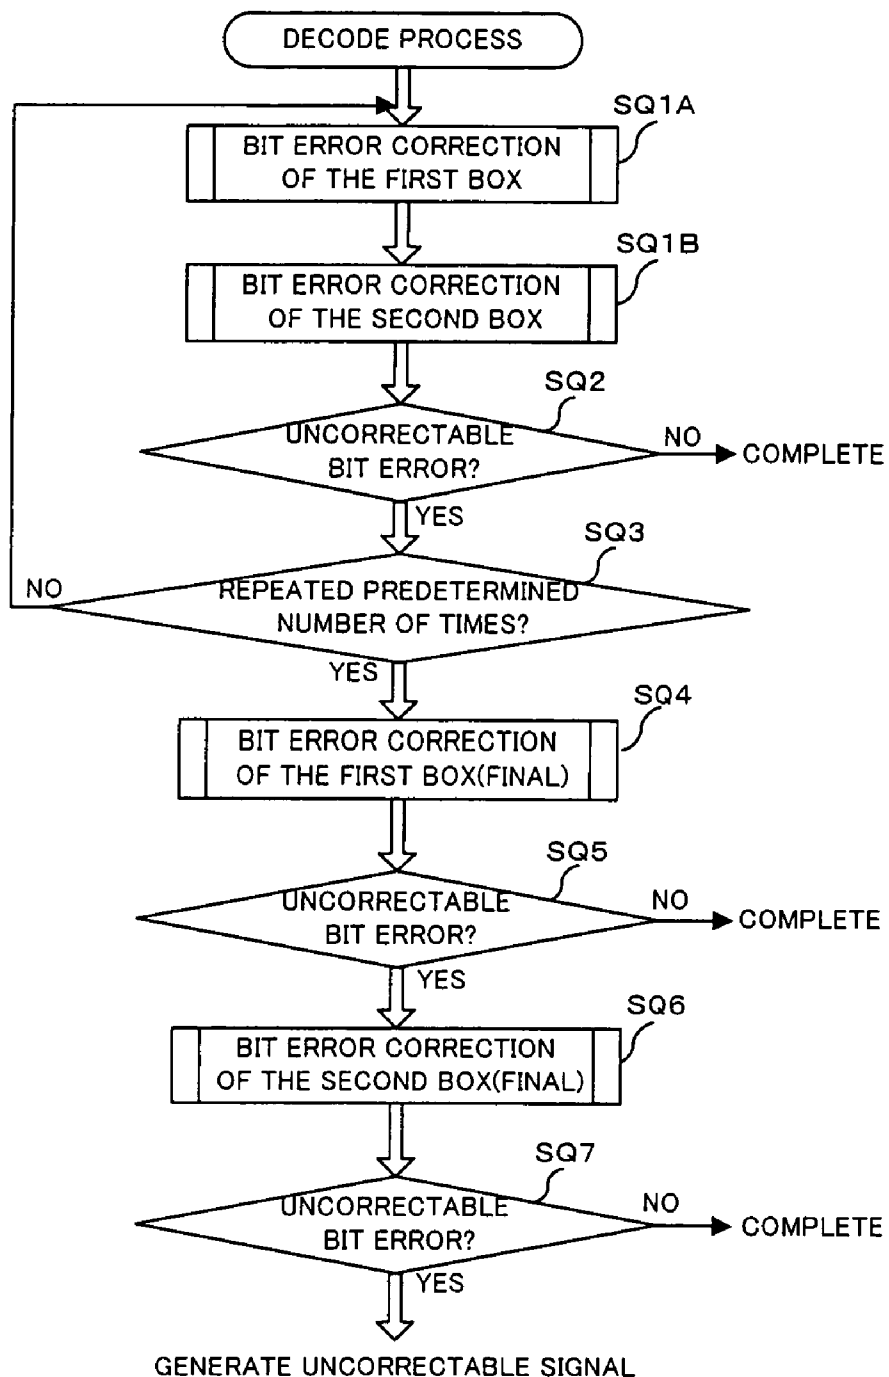 DECODE PROCESS
SQ1A
BIT ERROR CORRECTION
OF THE FIRST BOX
SQ1B
BIT ERROR CORRECTION
OF THE SECOND BOX
SQ2
UNCORRECTABLE
BIT ERROR?
NO
COMPLETE
YES
SQ3
NO
REPEATED PREDETERMINED
NUMBER OF TIMES?
YES
SQ4
BIT ERROR CORRECTION
OF THE FIRST BOX(FINAL)
SQ5
UNCORRECTABLE
BIT ERROR?
NO
COMPLETE
YES
SQ6
BIT ERROR CORRECTION
OF THE SECOND BOX(FINAL)
SQ7
UNCORRECTABLE
BIT ERROR?
NO
COMPLETE
YES
GENERATE UNCORRECTABLE SIGNAL